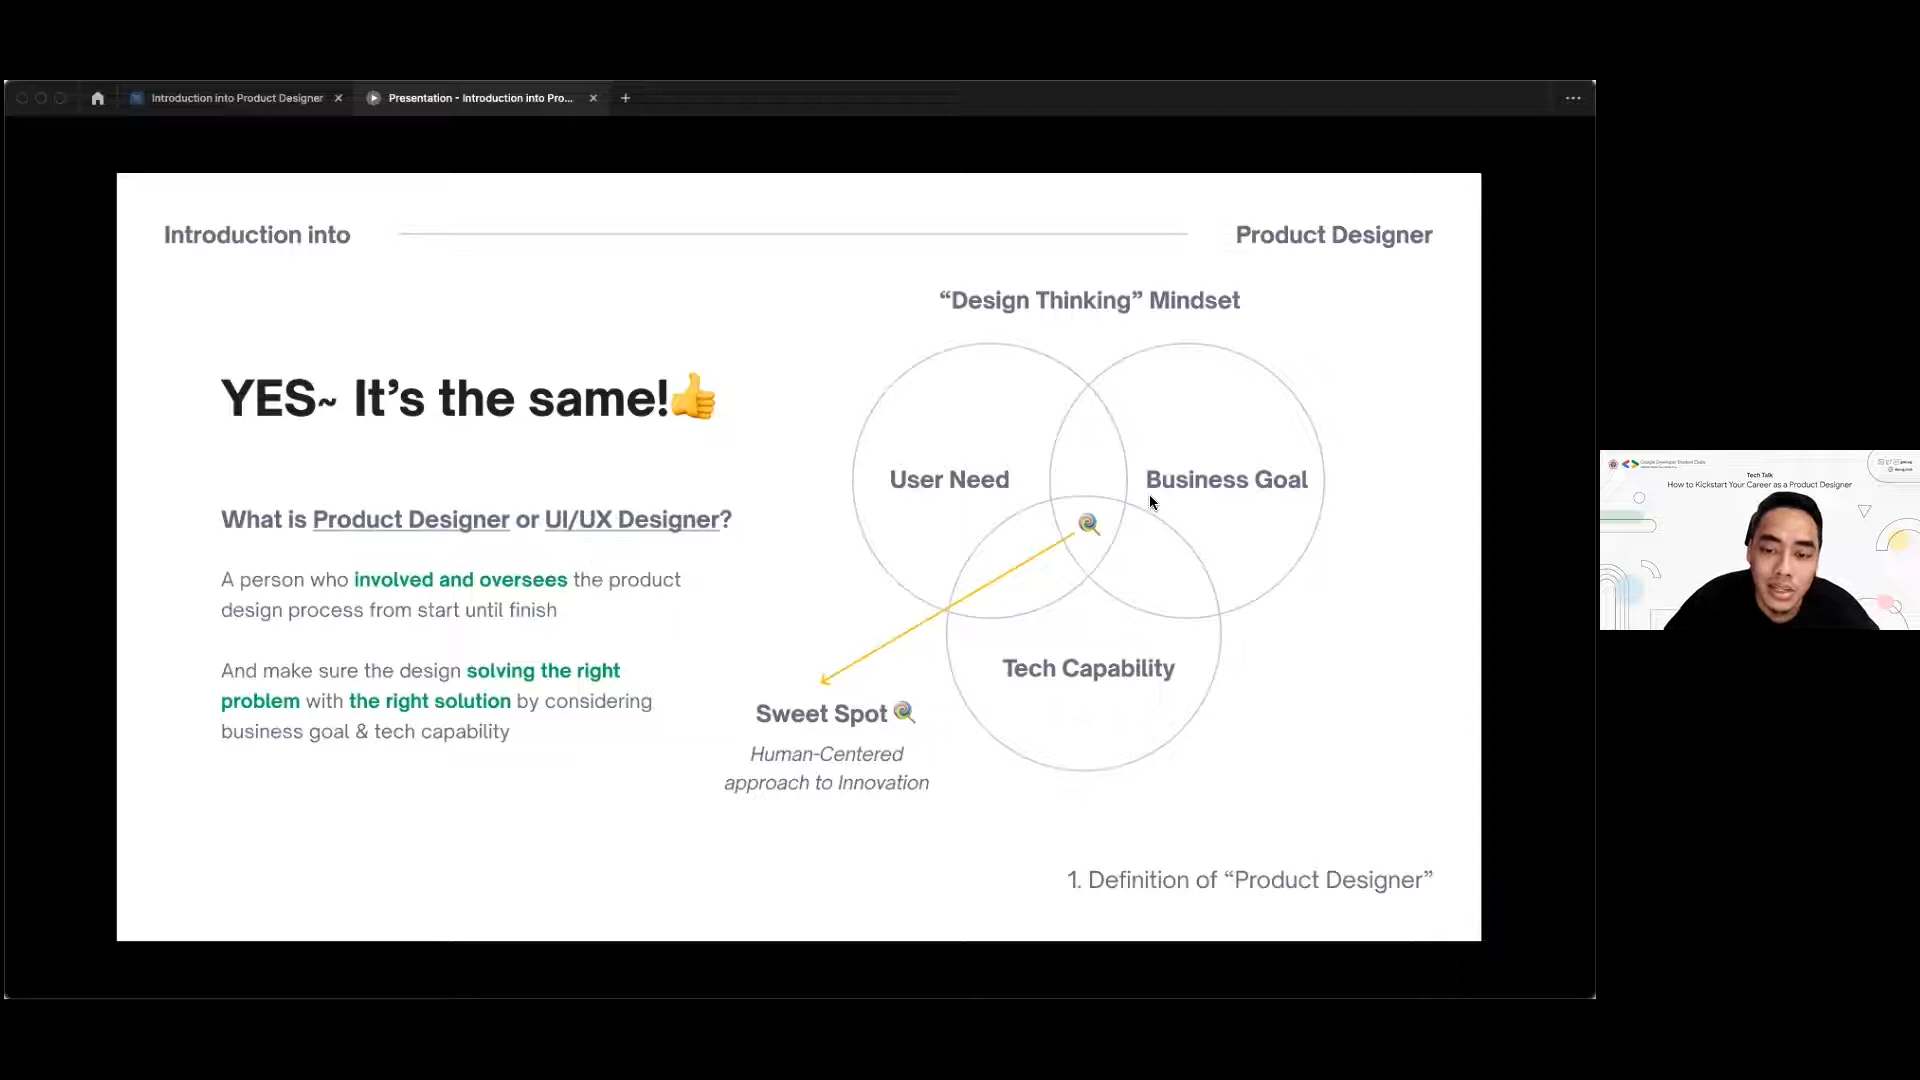 Introduction into Product Designer
Presentation - Introduction into Pro...
Introduction into
Product Designer
“Design Thinking” Mindset
YES~ It’s the same!👍
User Need
Business Goal
What is Product Designer or UI/UX Designer?
A person who involved and oversees the product
design process from start until finish
And make sure the design solving the right
problem with the right solution by considering
business goal & tech capability
Tech Capability
Sweet Spot 🍭
Human-Centered
approach to Innovation
1. Definition of “Product Designer”
Google Developer Student Clubs
Tech Talk
How to Kickstart Your Career as a Product Designer